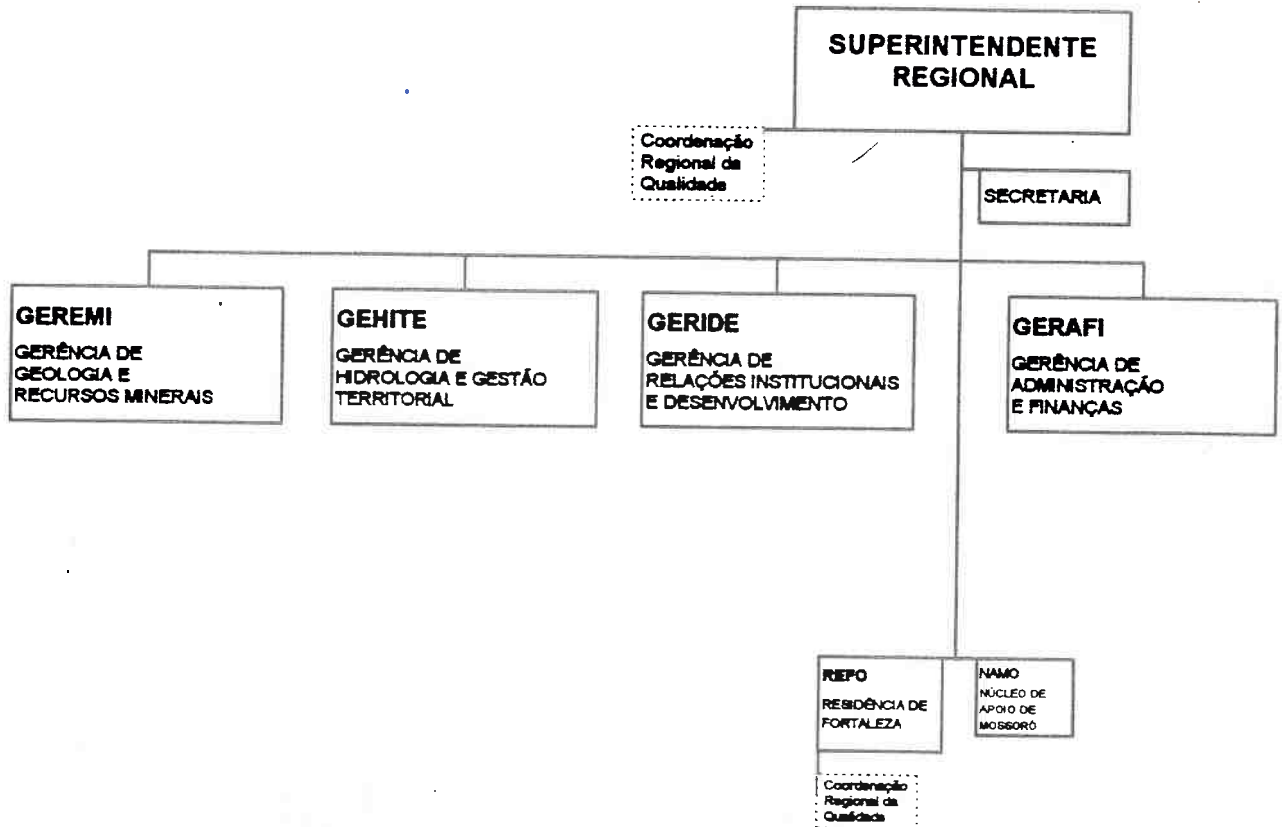 SUPERINTENDENTE
REGIONAL
Coordenação
Regional da
Qualidade
SECRETARIA
GEREMI
GERÊNCIA DE
GEOLOGIA E
RECURSOS MINERAIS
GEHITE
GERÊNCIA DE
HIDROLOGIA E GESTÃO
TERRITORIAL
GERIDE
GERÊNCIA DE
RELAÇÕES INSTITUCIONAIS
E DESENVOLVIMENTO
GERAFI
GERÊNCIA DE
ADMINISTRAÇÃO
E FINANÇAS
REFO
RESIDÊNCIA DE
FORTALEZA
NAMO
NÚCLEO DE
APOIO DE
MOSSORÓ
Coordenação
Regional da
Qualidade